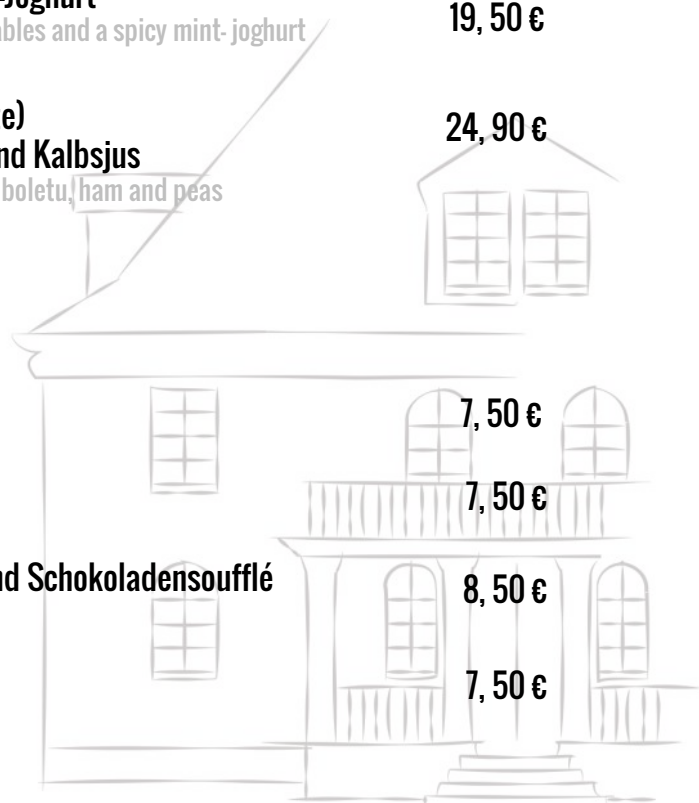 -Joghurt
ables and a spicy mint- joghurt
19, 50 €
e)
24, 90 €
nd Kalbsjus
boletu, ham and peas
7, 50 €
7, 50 €
nd Schokoladensoufflé
8, 50 €
7, 50 €